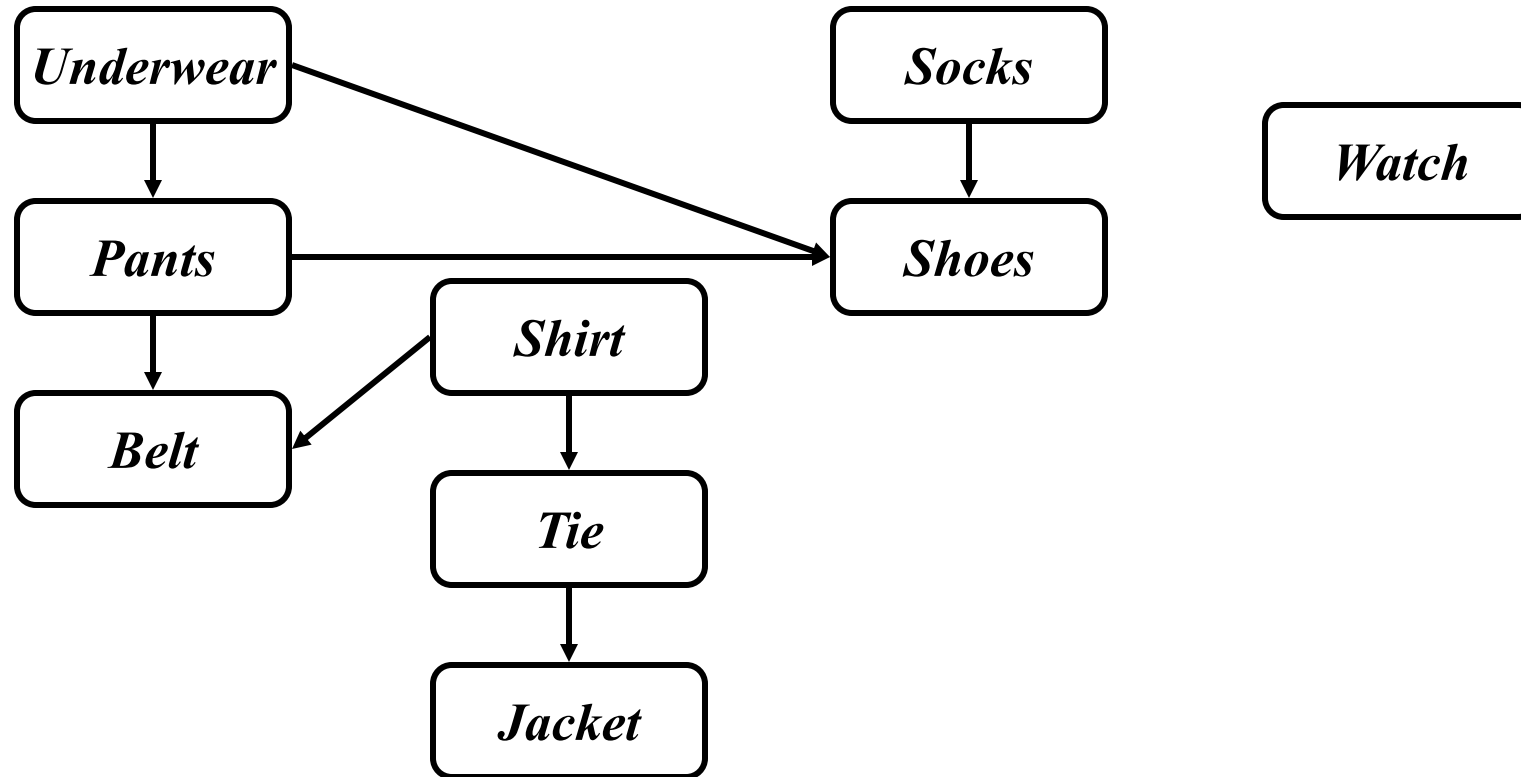 Underwear
Socks
Watch
Pants
Shoes
Shirt
Belt
Tie
Jacket